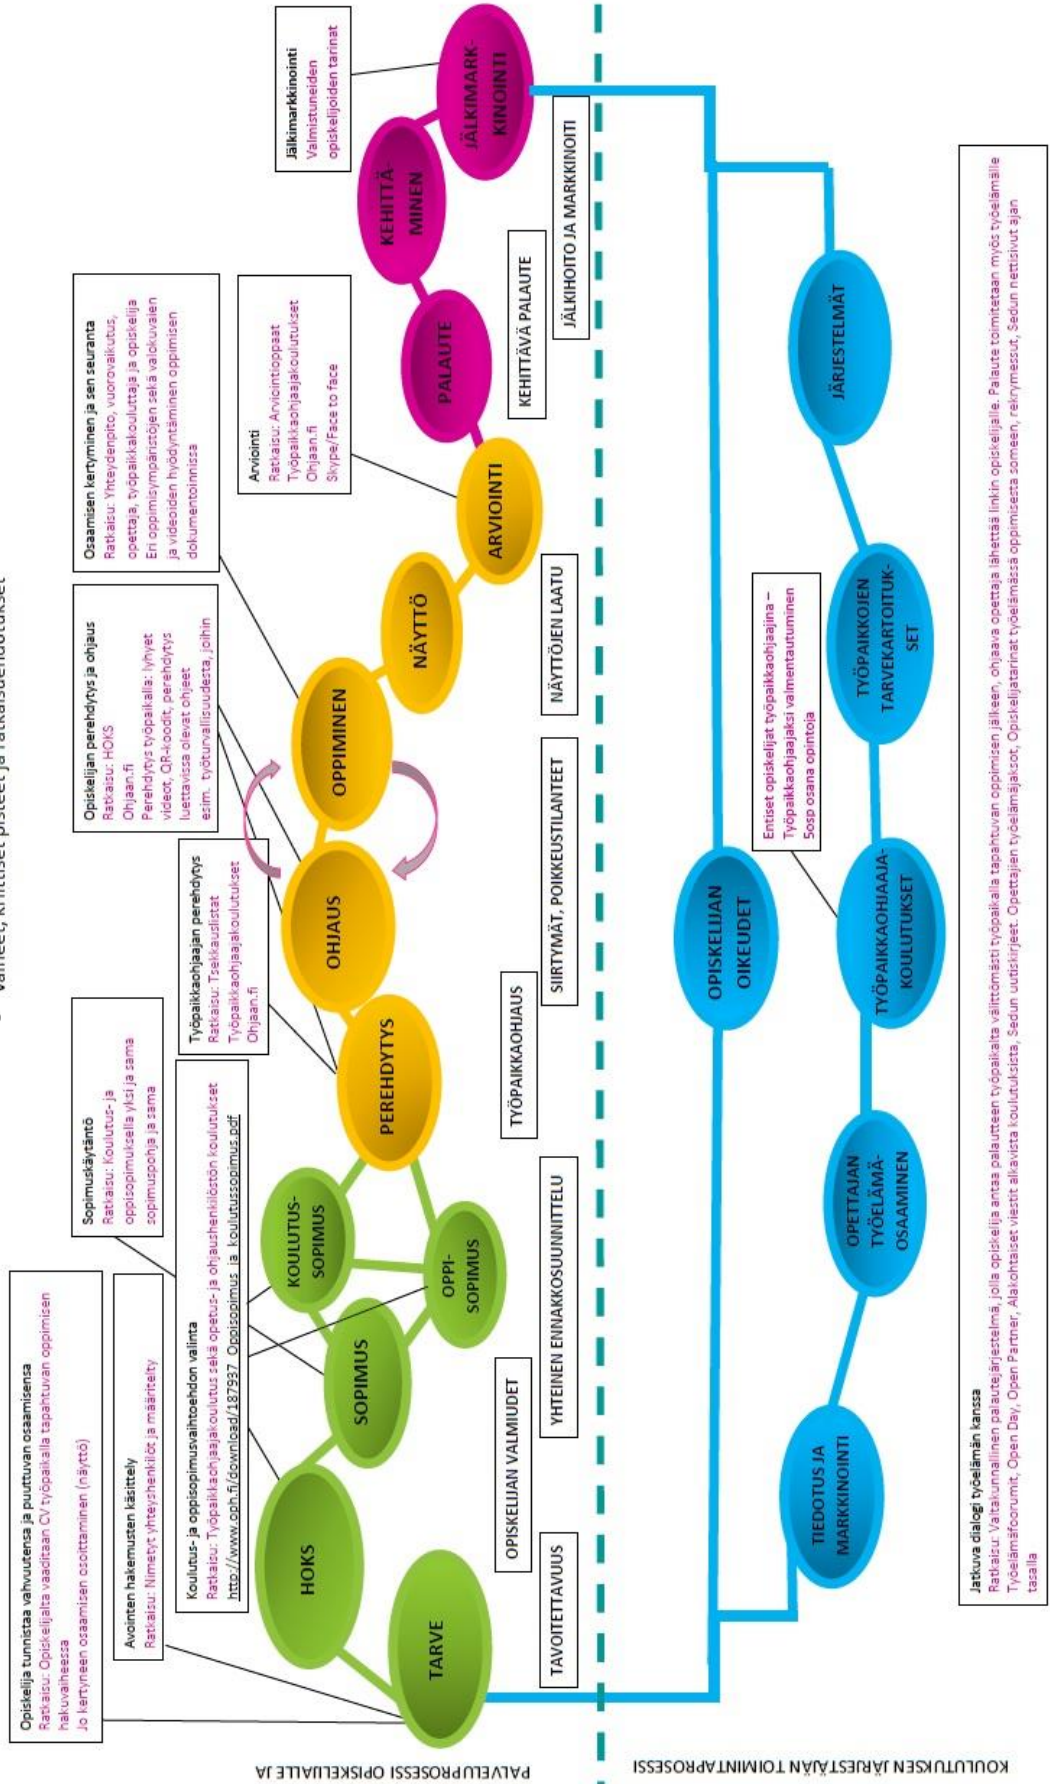 Opiskelija tunnistaa vahvuutensa ja puuttuvan osaamisensa
Ratkaisu: Opiskelijalta vaaditaan CV työpaikalla tapahtuvan oppimisen
hakuvaiheessa
Jo kertyneen osaamisen osoittaminen (näyttö)
Avointen hakemusten käsittely
Ratkaisu: Nimetyt yhteyshenkilöt ja määritelty
Sopimuskäytäntö
Ratkaisu: Koulutus- ja
oppisopimuksella yksi ja sama
sopimuspohja ja sama
Koulutus- ja oppisopimusvaihtoehdon valinta
Ratkaisu: Työpaikkaohjaajakoulutus sekä opetus- ja ohjaushenkilöstön koulutukset
http://www.oph.fi/download/187937_Oppisopimus_ja_koulutussopimus.pdf
Työpaikkaohjaajan perehdytys
Ratkaisu: Tsekkauslistat
Työpaikkaohjaajakoulutukset
Ohjaan.fi
Opiskelijan perehdytys ja ohjaus
Ratkaisu: HOKS
Ohjaan.fi
Perehdytys työpaikalla: lyhyet
videot, QR-koodit, perehdytys
luettavissa olevat ohjeet
esim. työturvallisuudesta, joihin
Osaamisen kertyminen ja sen seuranta
Ratkaisu: Yhteydenpito, vuorovaikutus,
opettaja, työpaikkakouluttaja ja opiskelija
Eri oppimisympäristöjen sekä valokuvaien
ja videoiden hyödyntäminen oppimisen
dokumentoinnissa
Arviointi
Ratkaisu: Arviointioppaat
Työpaikkaohjaajakoulutukset
Ohjaan.fi
Skype/Face to face
Jälkimarkkinointi
Valmistuneiden
opiskelijoiden tarinat
PALVELUPROSESSI OPISKELIJALLE JA
TARVE
HOKS
SOPIMUS
KOULUTUS-
SOPIMUS
OPPI-
SOPIMUS
PEREHDYTYS
OHJAUS
OPPIMINEN
NÄYTTÖ
ARVIOINTI
PALAUTE
KEHITTÄ-
MINEN
JÄLKIMARK-
KINOINTI
TAVOITETTAVUUS
OPISKELIJAN VALMIUDET
YHTEINEN ENNAKKOSUUNNITTELU
TYÖPAIKKAOHJAUS
SIIRTYMÄT, POIKKEUSTILANTEET
NÄYTTÖJEN LAATU
KEHITTÄVÄ PALAUTE
JÄLKIHOITO JA MARKKINOITI
KOULUTUKSEN JÄRJESTÄJÄN TOIMINTAPROSESSI
OPISKELIJAN
OIKEUDET
Entiset opiskelijat työpaikkaohjaajina –
Työpaikkaohjaajaksi valmentautuminen
5osp osana opintoja
TIEDOTUS JA
MARKKINOINTI
OPETTAJAN
TYÖELÄMÄ-
OSAAMINEN
TYÖPAIKKAOHJAAJA-
KOULUTUKSET
TYÖPAIKKOJEN
TARVEKARTOITUK-
SET
JÄRJESTELMÄT
Jatkuva dialogi työelämän kanssa
Ratkaisu: Valtakunnallinen palautejärjestelmä, jolla opiskelija antaa palautteen työpaikalta välittömästi työpaikalla tapahtuvan oppimisen jälkeen, ohjaava opettaja lähettää linkin opiskelijalle. Palaute toimitetaan myös työelämälle
Työelämäfoorumit, Open Day, Open Partner, Alakohtaiset viestit alkavista koulutuksista, Sedun uutiskirjeet. Opettajien työelämäjaksot, Opiskelijatarinat työelämässä oppimisesta someen, rekrymessut, Sedun nettisivut ajan
tasalla